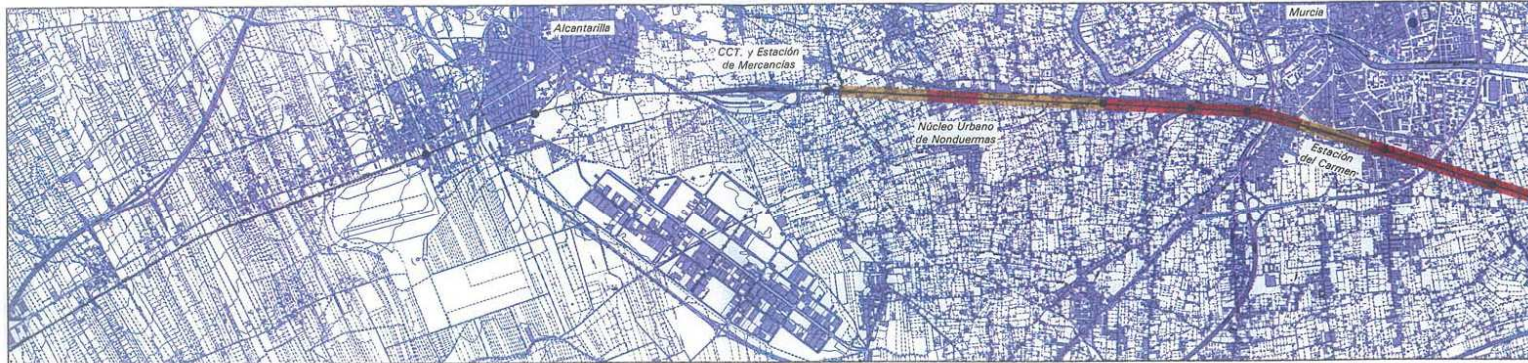 Alcantarilla
CCT. y Estación
de Mercancías
Murcia
Núcleo Urbano
de Nonduermas
Estación
del Carmen